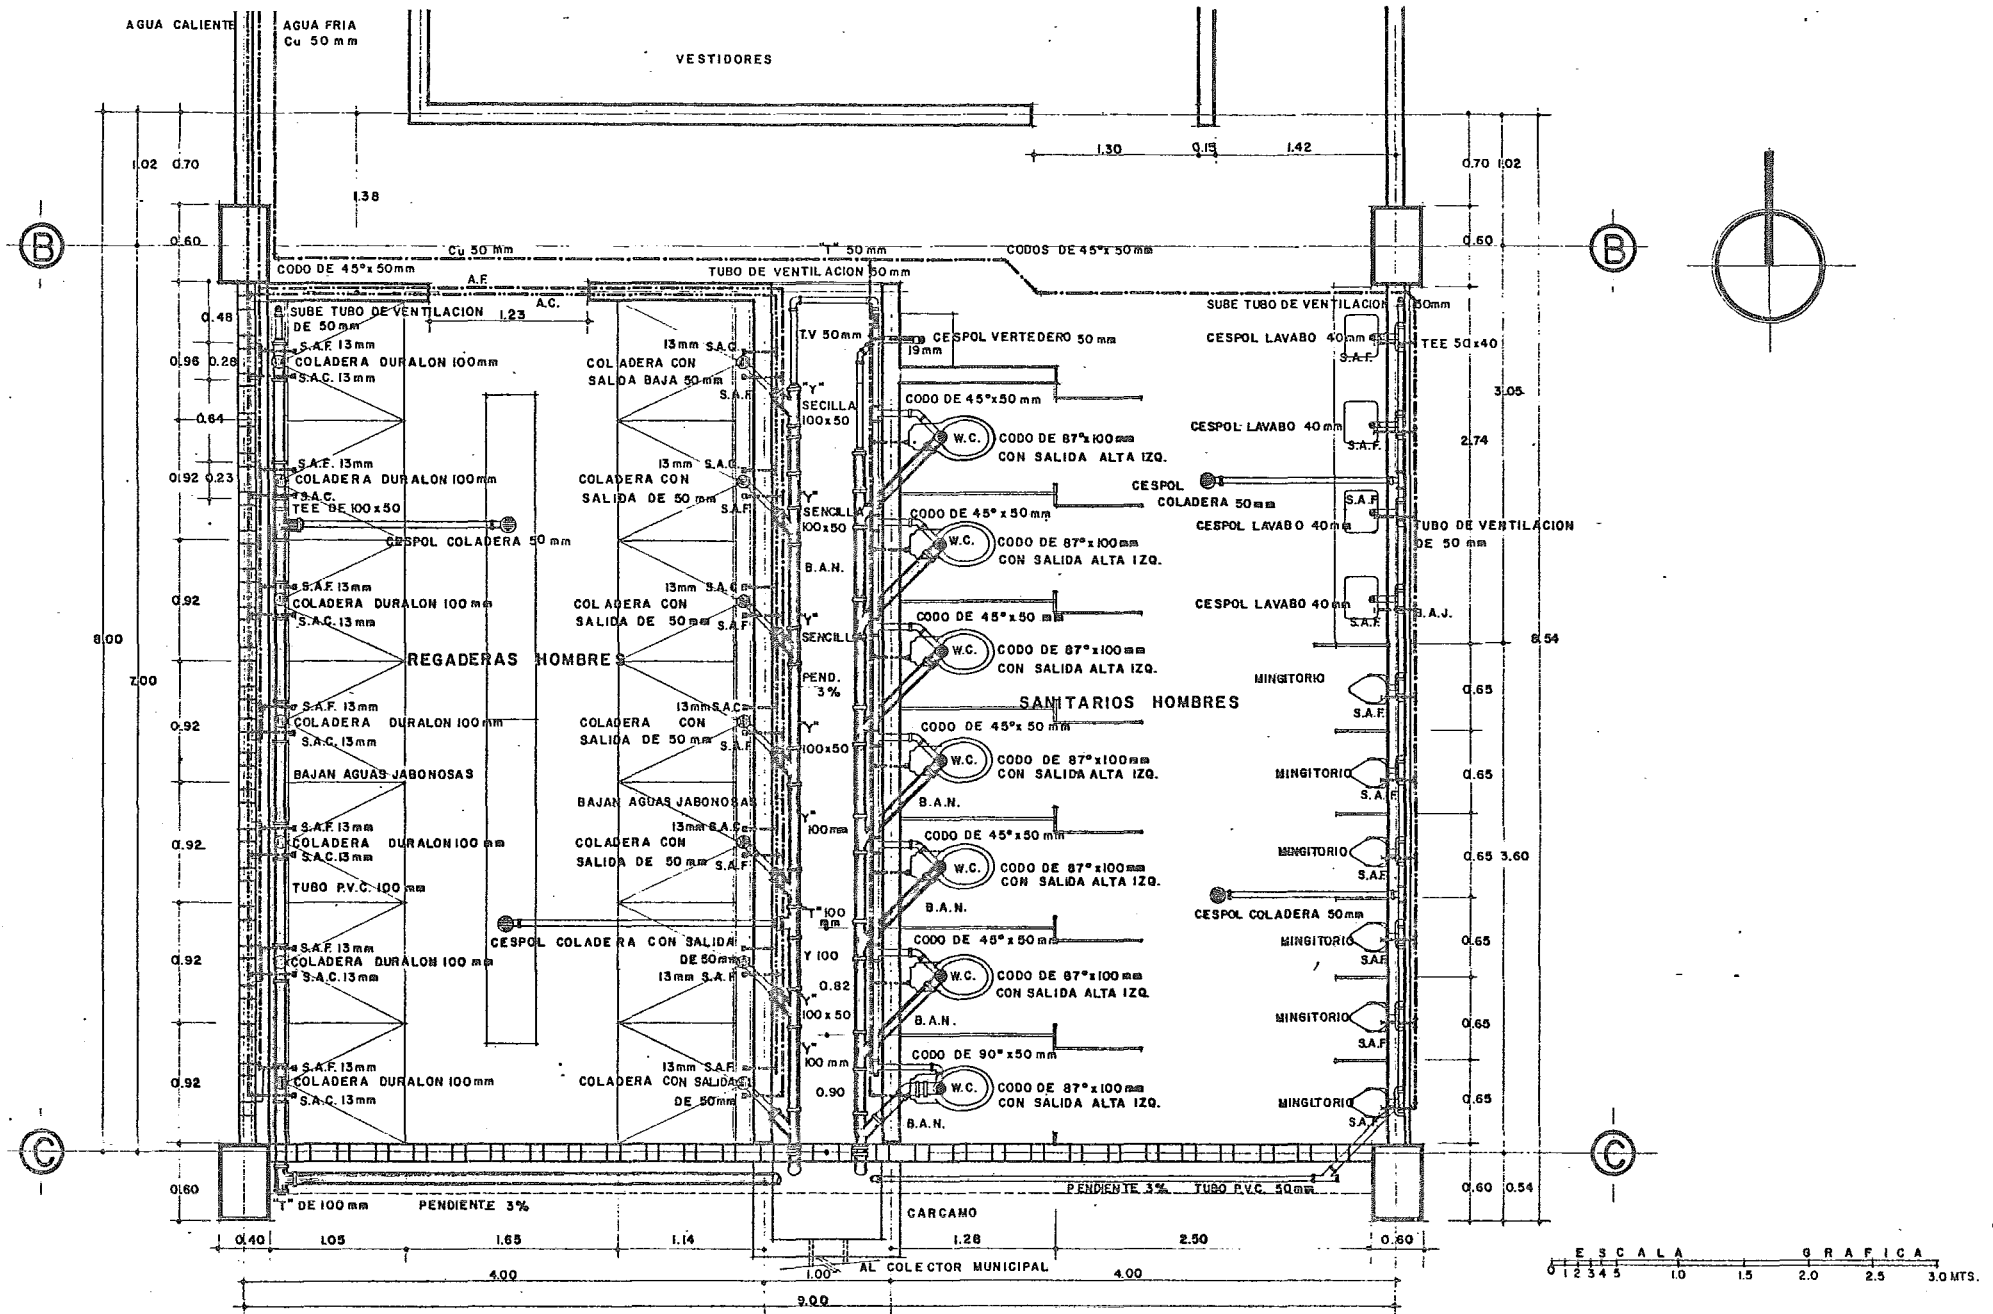 AGUA CALIENTE
AGUA FRIA
Cu 50 mm
VESTIDORES
1.30
0.15
1.42
1.02 0.70
1.38
0.70 1.02
B
0.60
Cu 50 mm
"T" 50 mm
CODOS DE 45°x 50mm
0.60
B
CODO DE 45°x 50mm
A.F.
TUBO DE VENTILACION 50 mm
A.C.
SUBE TUBO DE VENTILACION
DE 50 mm
1.23
SUBE TUBO DE VENTILACION 50mm
0.48
0.96 0.28
0.64
0.92 0.23
0.92
0.92
0.92
0.92
0.92
8.00
7.00
0.60
S.A.F. 13mm
COLADERA DURALON 100mm
S.A.C. 13mm
S.A.F. 13mm
COLADERA DURALON 100mm
S.A.C.
TEE DE 100x50
CESPOL COLADERA 50 mm
S.A.F. 13mm
COLADERA DURALON 100 mm
S.A.C. 13mm
REGADERAS HOMBRES
S.A.F. 13mm
COLADERA DURALON 100 mm
S.A.C. 13mm
BAJAN AGUAS JABONOSAS
S.A.F. 13mm
COLADERA DURALON 100 mm
S.A.C. 13mm
TUBO P.V.C. 100 mm
S.A.F. 13mm
COLADERA DURALON 100 mm
S.A.C. 13mm
S.A.F. 13mm
COLADERA DURALON 100mm
S.A.C. 13mm
13mm S.A.C.
COLADERA CON
SALDA BAJA 50 mm
S.A.F.
13mm S.A.C.
COLADERA CON
SALIDA DE 50 mm
S.A.F.
13mm S.A.C.
COLADERA CON
SALIDA DE 50mm
S.A.F.
13mm S.A.C.
COLADERA CON
SALIDA DE 50 mm
S.A.F.
BAJAN AGUAS JABONOSAS
13mm S.A.C.
COLADERA CON
SALIDA DE 50 mm
S.A.F.
CESPOL COLADERA CON SALIDA
DE 50mm
13mm S.A.F.
13mm S.A.F.
COLADERA CON SALIDA
DE 50mm
T.V 50mm
"Y"
SECILLA
100x50
"Y"
SENCILLA
100x50
B.A.N.
"Y"
SENCILL
PEND.
3%
"Y"
100x50
"Y"
100mm
"T" 100
mm
Y 100
0.82
"Y"
100 x 50
"Y"
100 mm
0.90
CESPOL VERTEDERO 50 mm
19mm
CODO DE 45°x50 mm
W.C.
CODO DE 87°x100mm
CON SALIDA ALTA IZQ.
CODO DE 45°x 50mm
W.C.
CODO DE 87°x100mm
CON SALIDA ALTA IZQ.
CODO DE 45°x 50 mm
W.C.
CODO DE 87°x100mm
CON SALIDA ALTA IZQ.
SANITARIOS HOMBRES
CODO DE 45°x 50 mm
W.C.
CODO DE 87°x100mm
CON SALIDA ALTA IZQ.
B.A.N.
CODO DE 45°x50 mm
W.C.
CODO DE 87°x100mm
CON SALIDA ALTA IZQ.
B.A.N.
CODO DE 45°x 50mm
W.C.
CODO DE 87°x100mm
CON SALIDA ALTA IZQ.
B.A.N.
CODO DE 90°x50 mm
W.C.
CODO DE 87°x100mm
CON SALIDA ALTA IZQ.
B.A.N.
CESPOL LAVABO 40mm
S.A.F.
TEE 50x40
CESPOL LAVABO 40mm
S.A.F.
CESPOL
COLADERA 50mm
S.A.F
CESPOL LAVABO 40mm
TUBO DE VENTILACION
DE 50 mm
CESPOL LAVABO 40mm
S.A.F.
B.A.J.
MINGITORIO
S.A.F.
MINGITORIO
S.A.F.
MINGITORIO
S.A.F.
CESPOL COLADERA 50mm
MINGITORIO
S.A.F.
MINGITORIO
S.A.F
MINGITORIO
S.A.F.
3.05
2.74
8.54
0.65
0.65
0.65 3.60
0.65
0.65
0.65
0.60 0.54
C
C
"T" DE 100 mm
PENDIENTE 3%
PENDIENTE 3% TUBO P.V.C. 50mm
CARCAMO
0.40
1.05
1.65
1.14
1.28
2.50
0.60
AL COLECTOR MUNICIPAL
4.00
1.00
4.00
9.00
ESCALA GRAFICA
0 1 2 3 4 5 1.0 1.5 2.0 2.5 3.0 MTS.